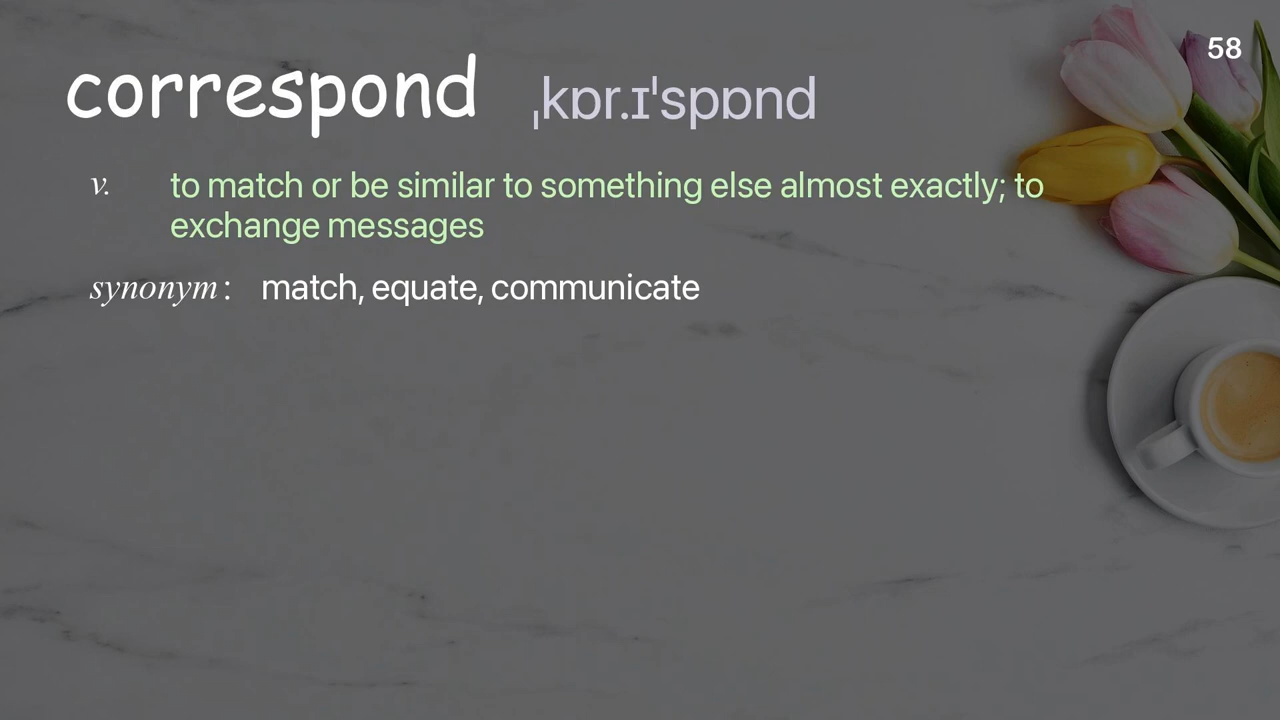 58
correspond ˌkɒr.ɪˈspɒnd
v. to match or be similar to something else almost exactly; to
exchange messages
synonym: match, equate, communicate